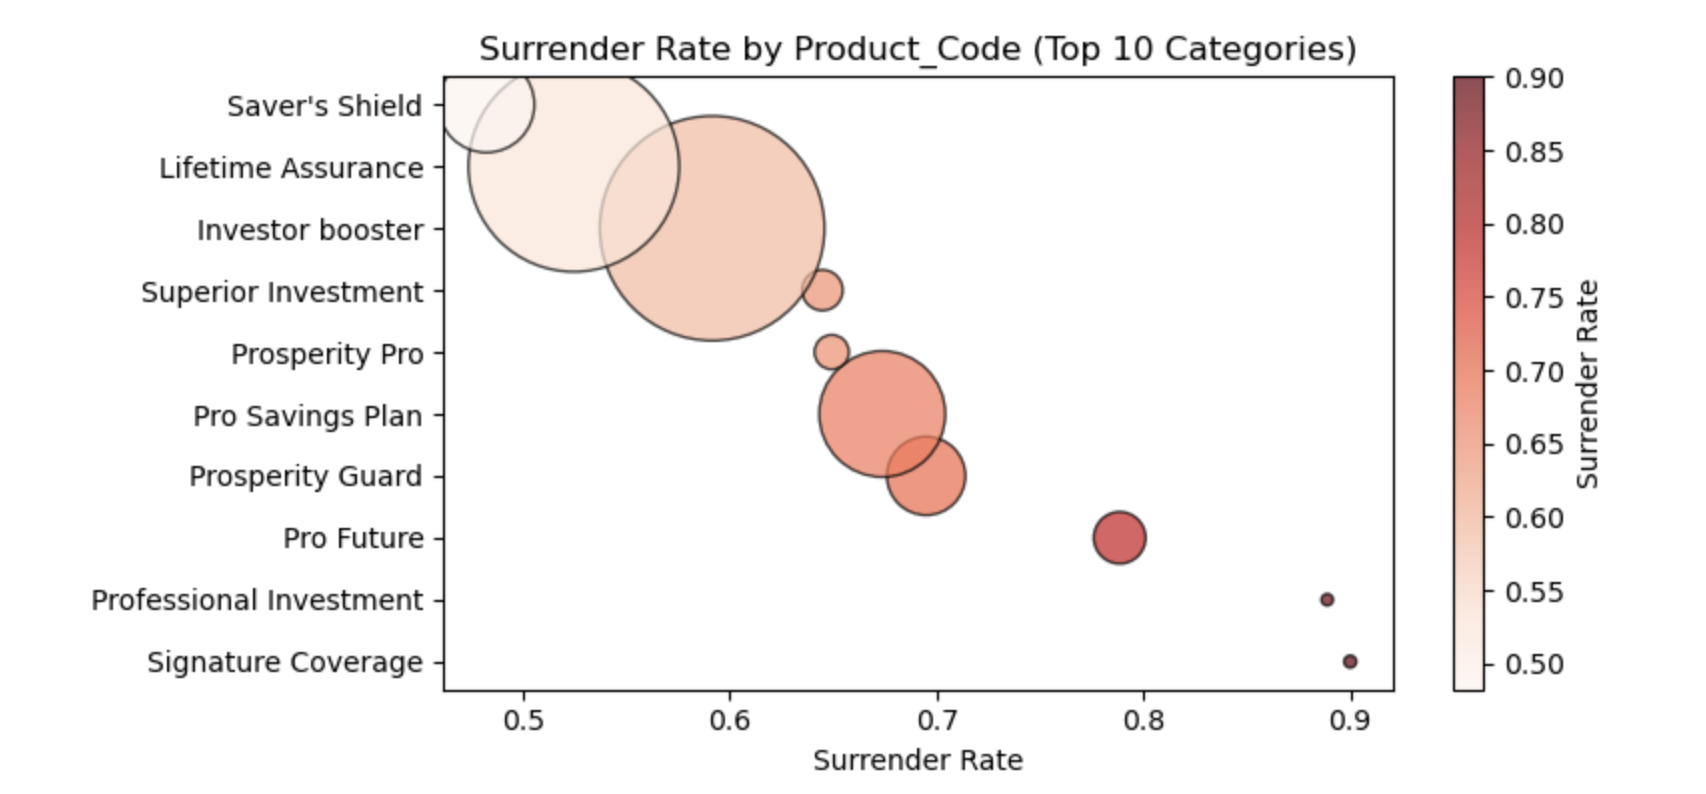 Surrender Rate by Product_Code (Top 10 Categories)
Saver's Shield
Lifetime Assurance
Investor booster
Superior Investment
Prosperity Pro
Pro Savings Plan
Prosperity Guard
Pro Future
Professional Investment
Signature Coverage
0.5 0.6 0.7 0.8 0.9
Surrender Rate
0.90
0.85
0.80
0.75
0.70
0.65
0.60
0.55
0.50
Surrender Rate